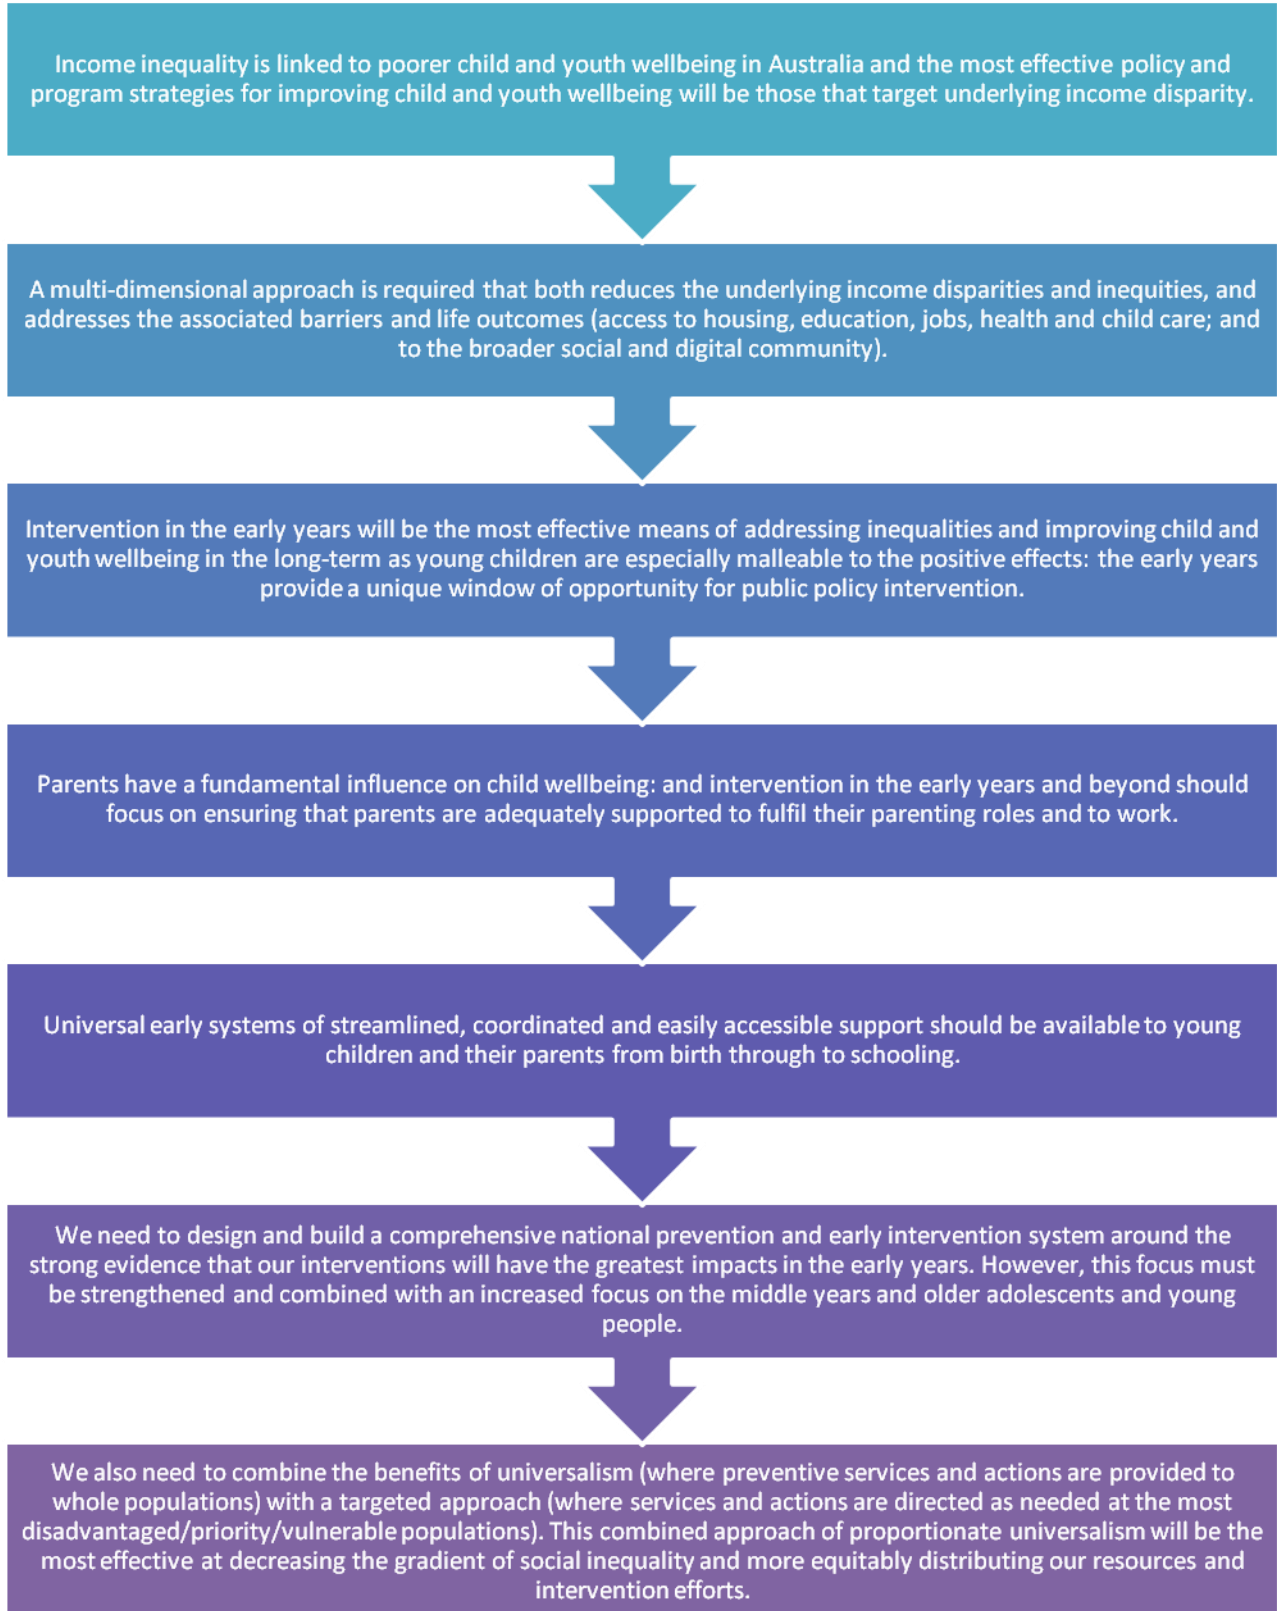 Income inequality is linked to poorer child and youth wellbeing in Australia and the most effective policy and
program strategies for improving child and youth wellbeing will be those that target underlying income disparity.
A multi-dimensional approach is required that both reduces the underlying income disparities and inequities, and
addresses the associated barriers and life outcomes (access to housing, education, jobs, health and child care; and
to the broader social and digital community).
Intervention in the early years will be the most effective means of addressing inequalities and improving child and
youth wellbeing in the long-term as young children are especially malleable to the positive effects: the early years
provide a unique window of opportunity for public policy intervention.
Parents have a fundamental influence on child wellbeing: and intervention in the early years and beyond should
focus on ensuring that parents are adequately supported to fulfil their parenting roles and to work.
Universal early systems of streamlined, coordinated and easily accessible support should be available to young
children and their parents from birth through to schooling.
We need to design and build a comprehensive national prevention and early intervention system around the
strong evidence that our interventions will have the greatest impacts in the early years. However, this focus must
be strengthened and combined with an increased focus on the middle years and older adolescents and young
people.
We also need to combine the benefits of universalism (where preventive services and actions are provided to
whole populations) with a targeted approach (where services and actions are directed as needed at the most
disadvantaged/priority/vulnerable populations). This combined approach of proportionate universalism will be the
most effective at decreasing the gradient of social inequality and more equitably distributing our resources and
intervention efforts.